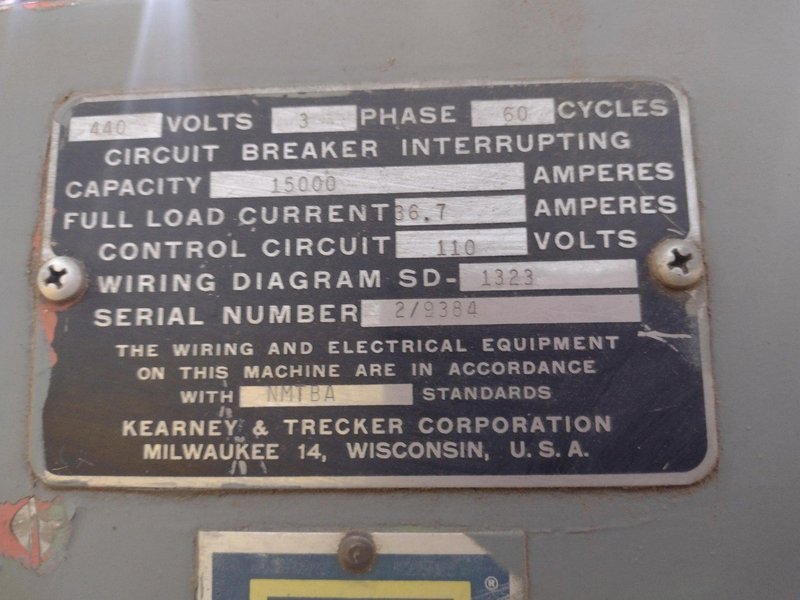 440 VOLTS 3 PHASE 60 CYCLES
CIRCUIT BREAKER INTERRUPTING
CAPACITY 15000 AMPERES
FULL LOAD CURRENT 36.7 AMPERES
CONTROL CIRCUIT 110 VOLTS
WIRING DIAGRAM SD- 1323
SERIAL NUMBER 2/9384
THE WIRING AND ELECTRICAL EQUIPMENT
ON THIS MACHINE ARE IN ACCORDANCE
WITH NMTBA STANDARDS
KEARNEY & TRECKER CORPORATION
MILWAUKEE 14, WISCONSIN, U.S.A.
®